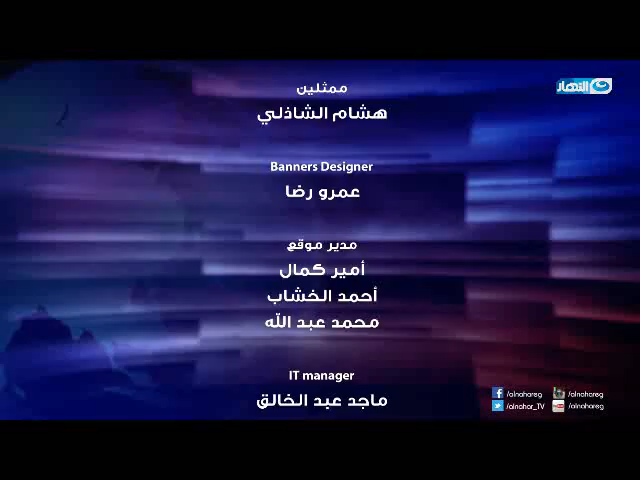 النهار
ممثلين
هشام الشاذلي
Banners Designer
عمرو رضا
مدير موقع
أمير كمال
أحمد الخشاب
محمد عبد الله
IT manager
ماجد عبد الخالق
/alnahareg /alnahareg
/alnahar_TV /alnahareg